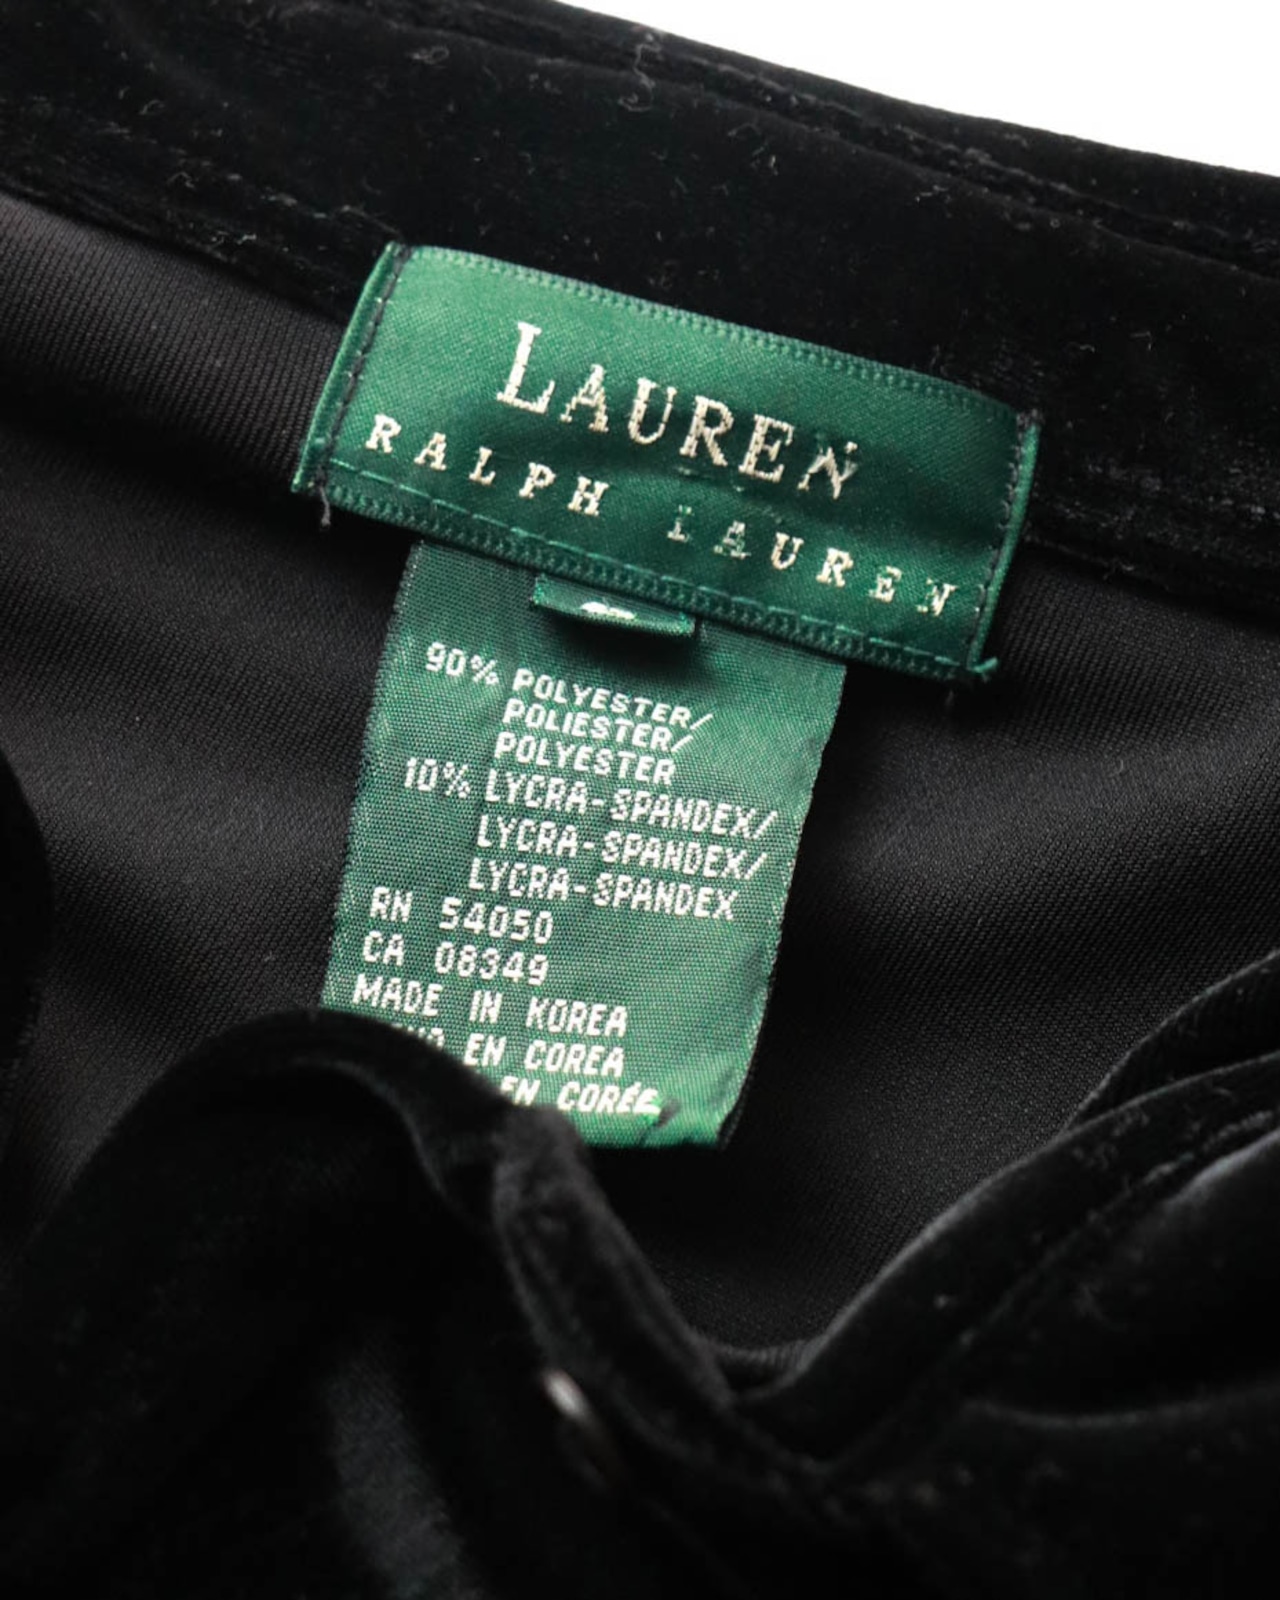 LAUREN
RALPH LAUREN
90% POLYESTER/
POLIESTER/
POLYESTER
10% LYCRA-SPANDEX/
LYCRA-SPANDEX/
LYCRA-SPANDEX
RN 54050
CA 08349
MADE IN KOREA
EN COREA
EN CORÉE